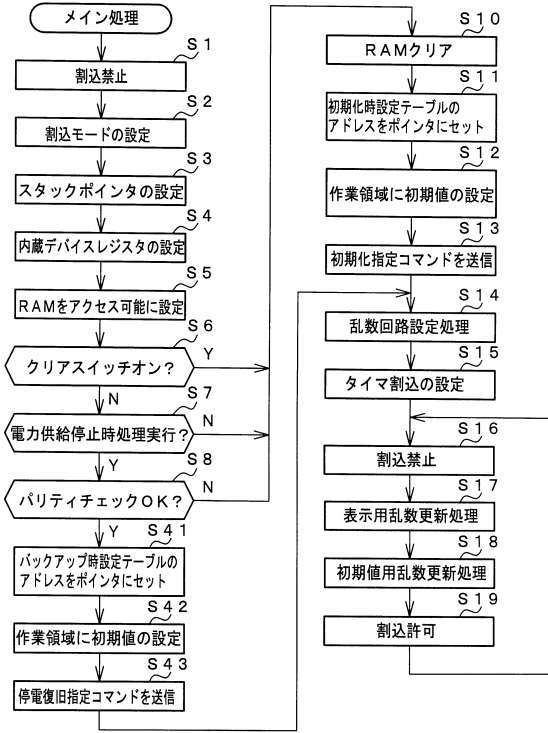 メイン処理
S1
割込禁止
S2
割込モードの設定
S3
スタックポインタの設定
S4
内蔵デバイスレジスタの設定
S5
RAMをアクセス可能に設定
S6
クリアスイッチオン?
Y
N
S7
電力供給停止時処理実行?
N
Y
S8
パリティチェックOK?
N
Y
S41
バックアップ時設定テーブルの
アドレスをポインタにセット
S42
作業領域に初期値の設定
S43
停電復旧指定コマンドを送信
S10
RAMクリア
S11
初期化時設定テーブルの
アドレスをポインタにセット
S12
作業領域に初期値の設定
S13
初期化指定コマンドを送信
S14
乱数回路設定処理
S15
タイマ割込の設定
S16
割込禁止
S17
表示用乱数更新処理
S18
初期値用乱数更新処理
S19
割込許可